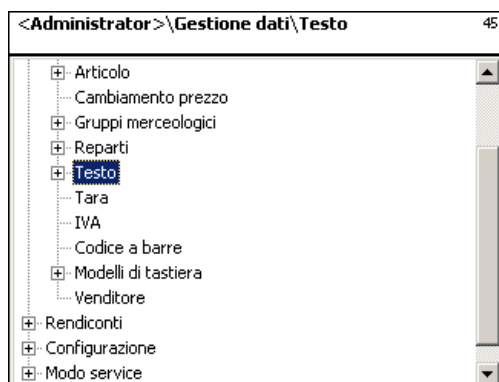 <Administrator>\Gestione dati\Testo 45
Articolo
Cambiamento prezzo
Gruppi merceologici
Reparti
Testo
Tara
IVA
Codice a barre
Modelli di tastiera
Venditore
Rendiconti
Configurazione
Modo service